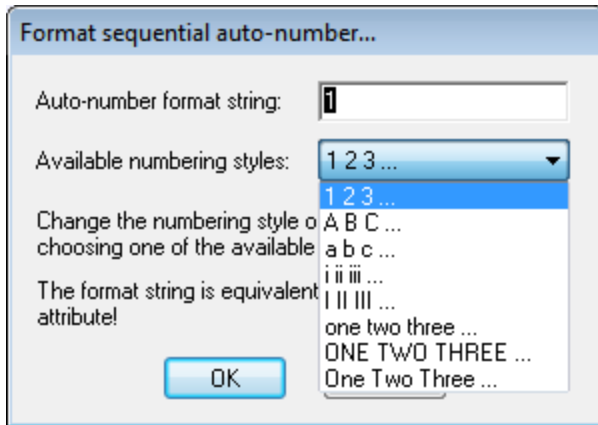 Format sequential auto-number...
Auto-number format string: 1
Available numbering styles: 1 2 3 ...
1 2 3 ...
A B C ...
a b c ...
i ii iii ...
I II III ...
one two three ...
ONE TWO THREE ...
One Two Three ...
Change the numbering style
choosing one of the available
The format string is equivalent
attribute!
OK